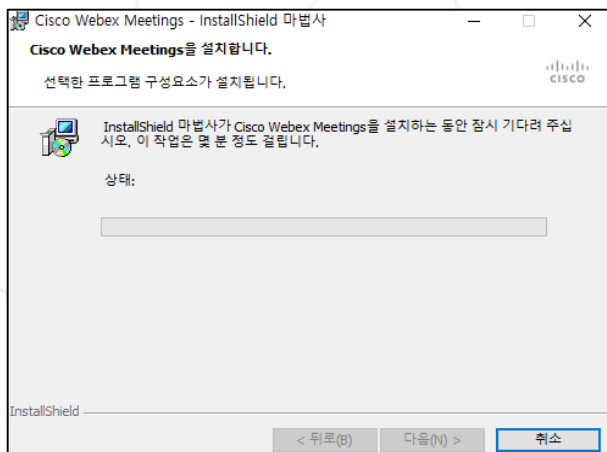 Cisco Webex Meetings - InstallShield 마법사
Cisco Webex Meetings을 설치합니다.
선택한 프로그램 구성요소가 설치됩니다.
CISCO
InstallShield 마법사가 Cisco Webex Meetings을 설치하는 동안 잠시 기다려 주십
시오. 이 작업은 몇 분 정도 걸립니다.
상태:
InstallShield
< 뒤로(B) 다음(N) > 취소